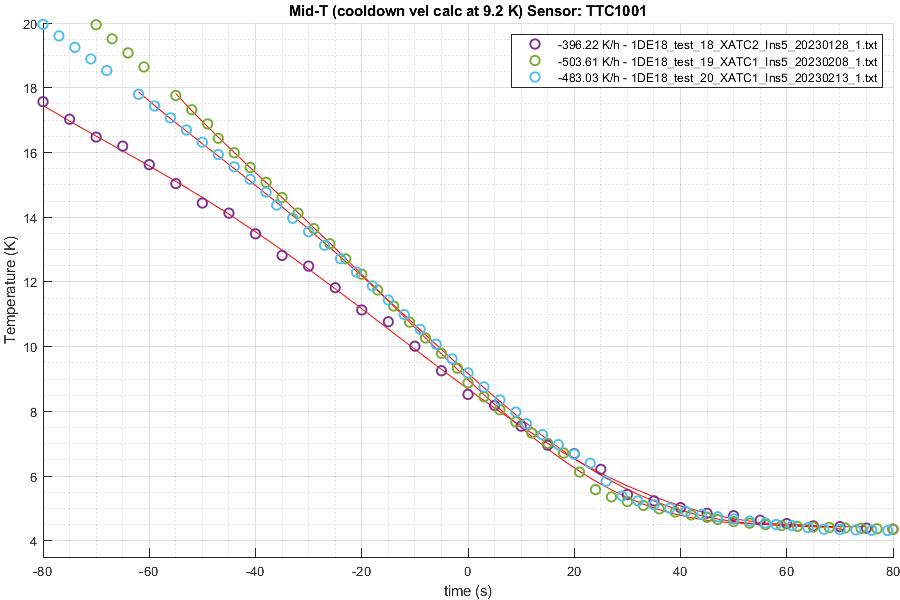 Mid-T (cooldown vel calc at 9.2 K) Sensor: TTC1001
-396.22 K/h - 1DE18_test_18_XATC2_Ins5_20230128_1.txt
-503.61 K/h - 1DE18_test_19_XATC1_Ins5_20230208_1.txt
-483.03 K/h - 1DE18_test_20_XATC1_Ins5_20230213_1.txt
Temperature (K)
20
18
16
14
12
10
8
6
4
-80 -60 -40 -20 0 20 40 60 80
time (s)